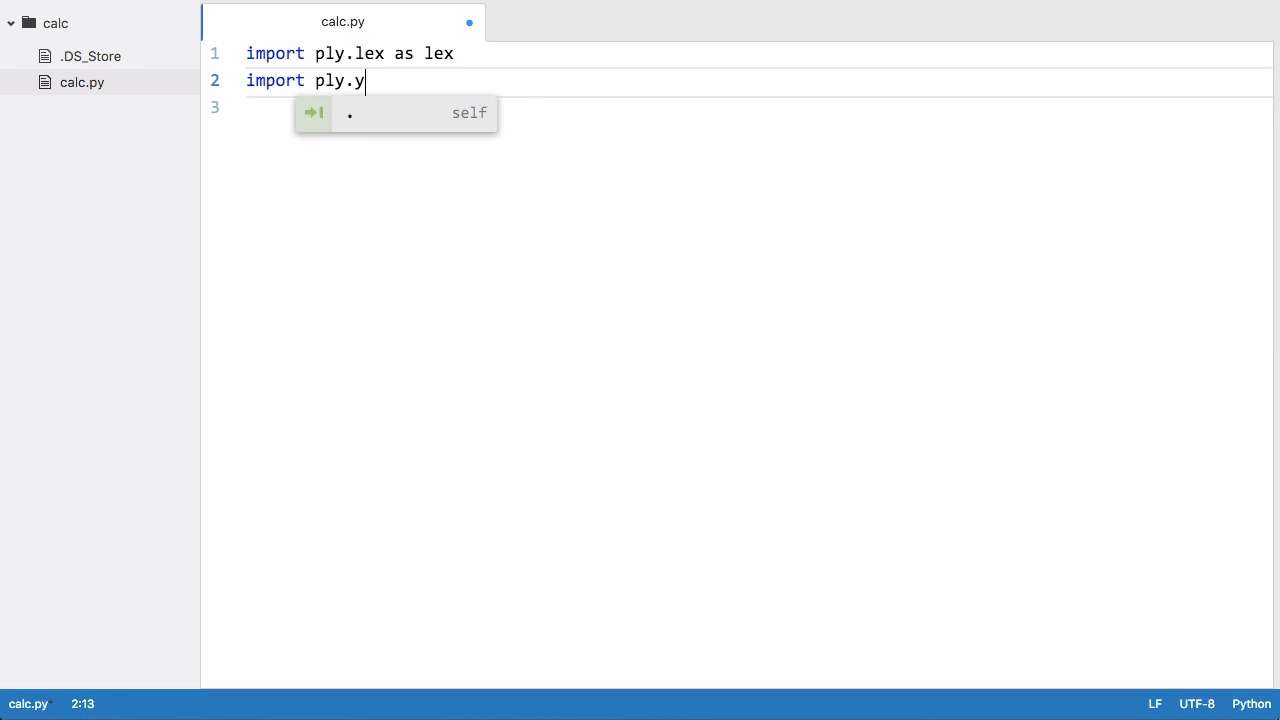 calc
.DS_Store
calc.py
calc.py
1 import ply.lex as lex
2 import ply.y
3
. self
calc.py 2:13
LF UTF-8 Python